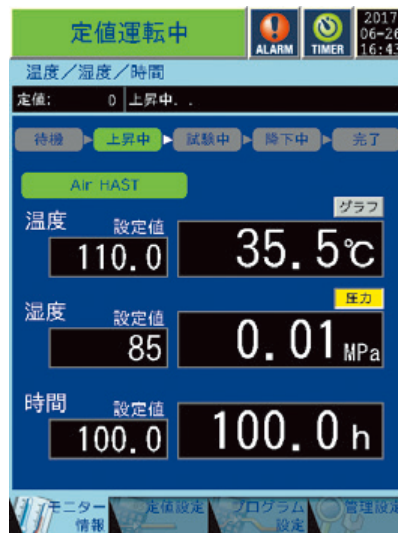 定値運転中
ALARM
TIMER
2017
06-26
16:43
温度／湿度／時間
定値: 0 上昇中. .
待機 上昇中 試験中 降下中 完了
Air HAST
グラフ
温度 設定値
110.0 35.5℃
圧力
湿度 設定値
85 0.01 MPa
時間 設定値
100.0 100.0 h
モニター
情報
定値設定
プログラム
設定
管理設定